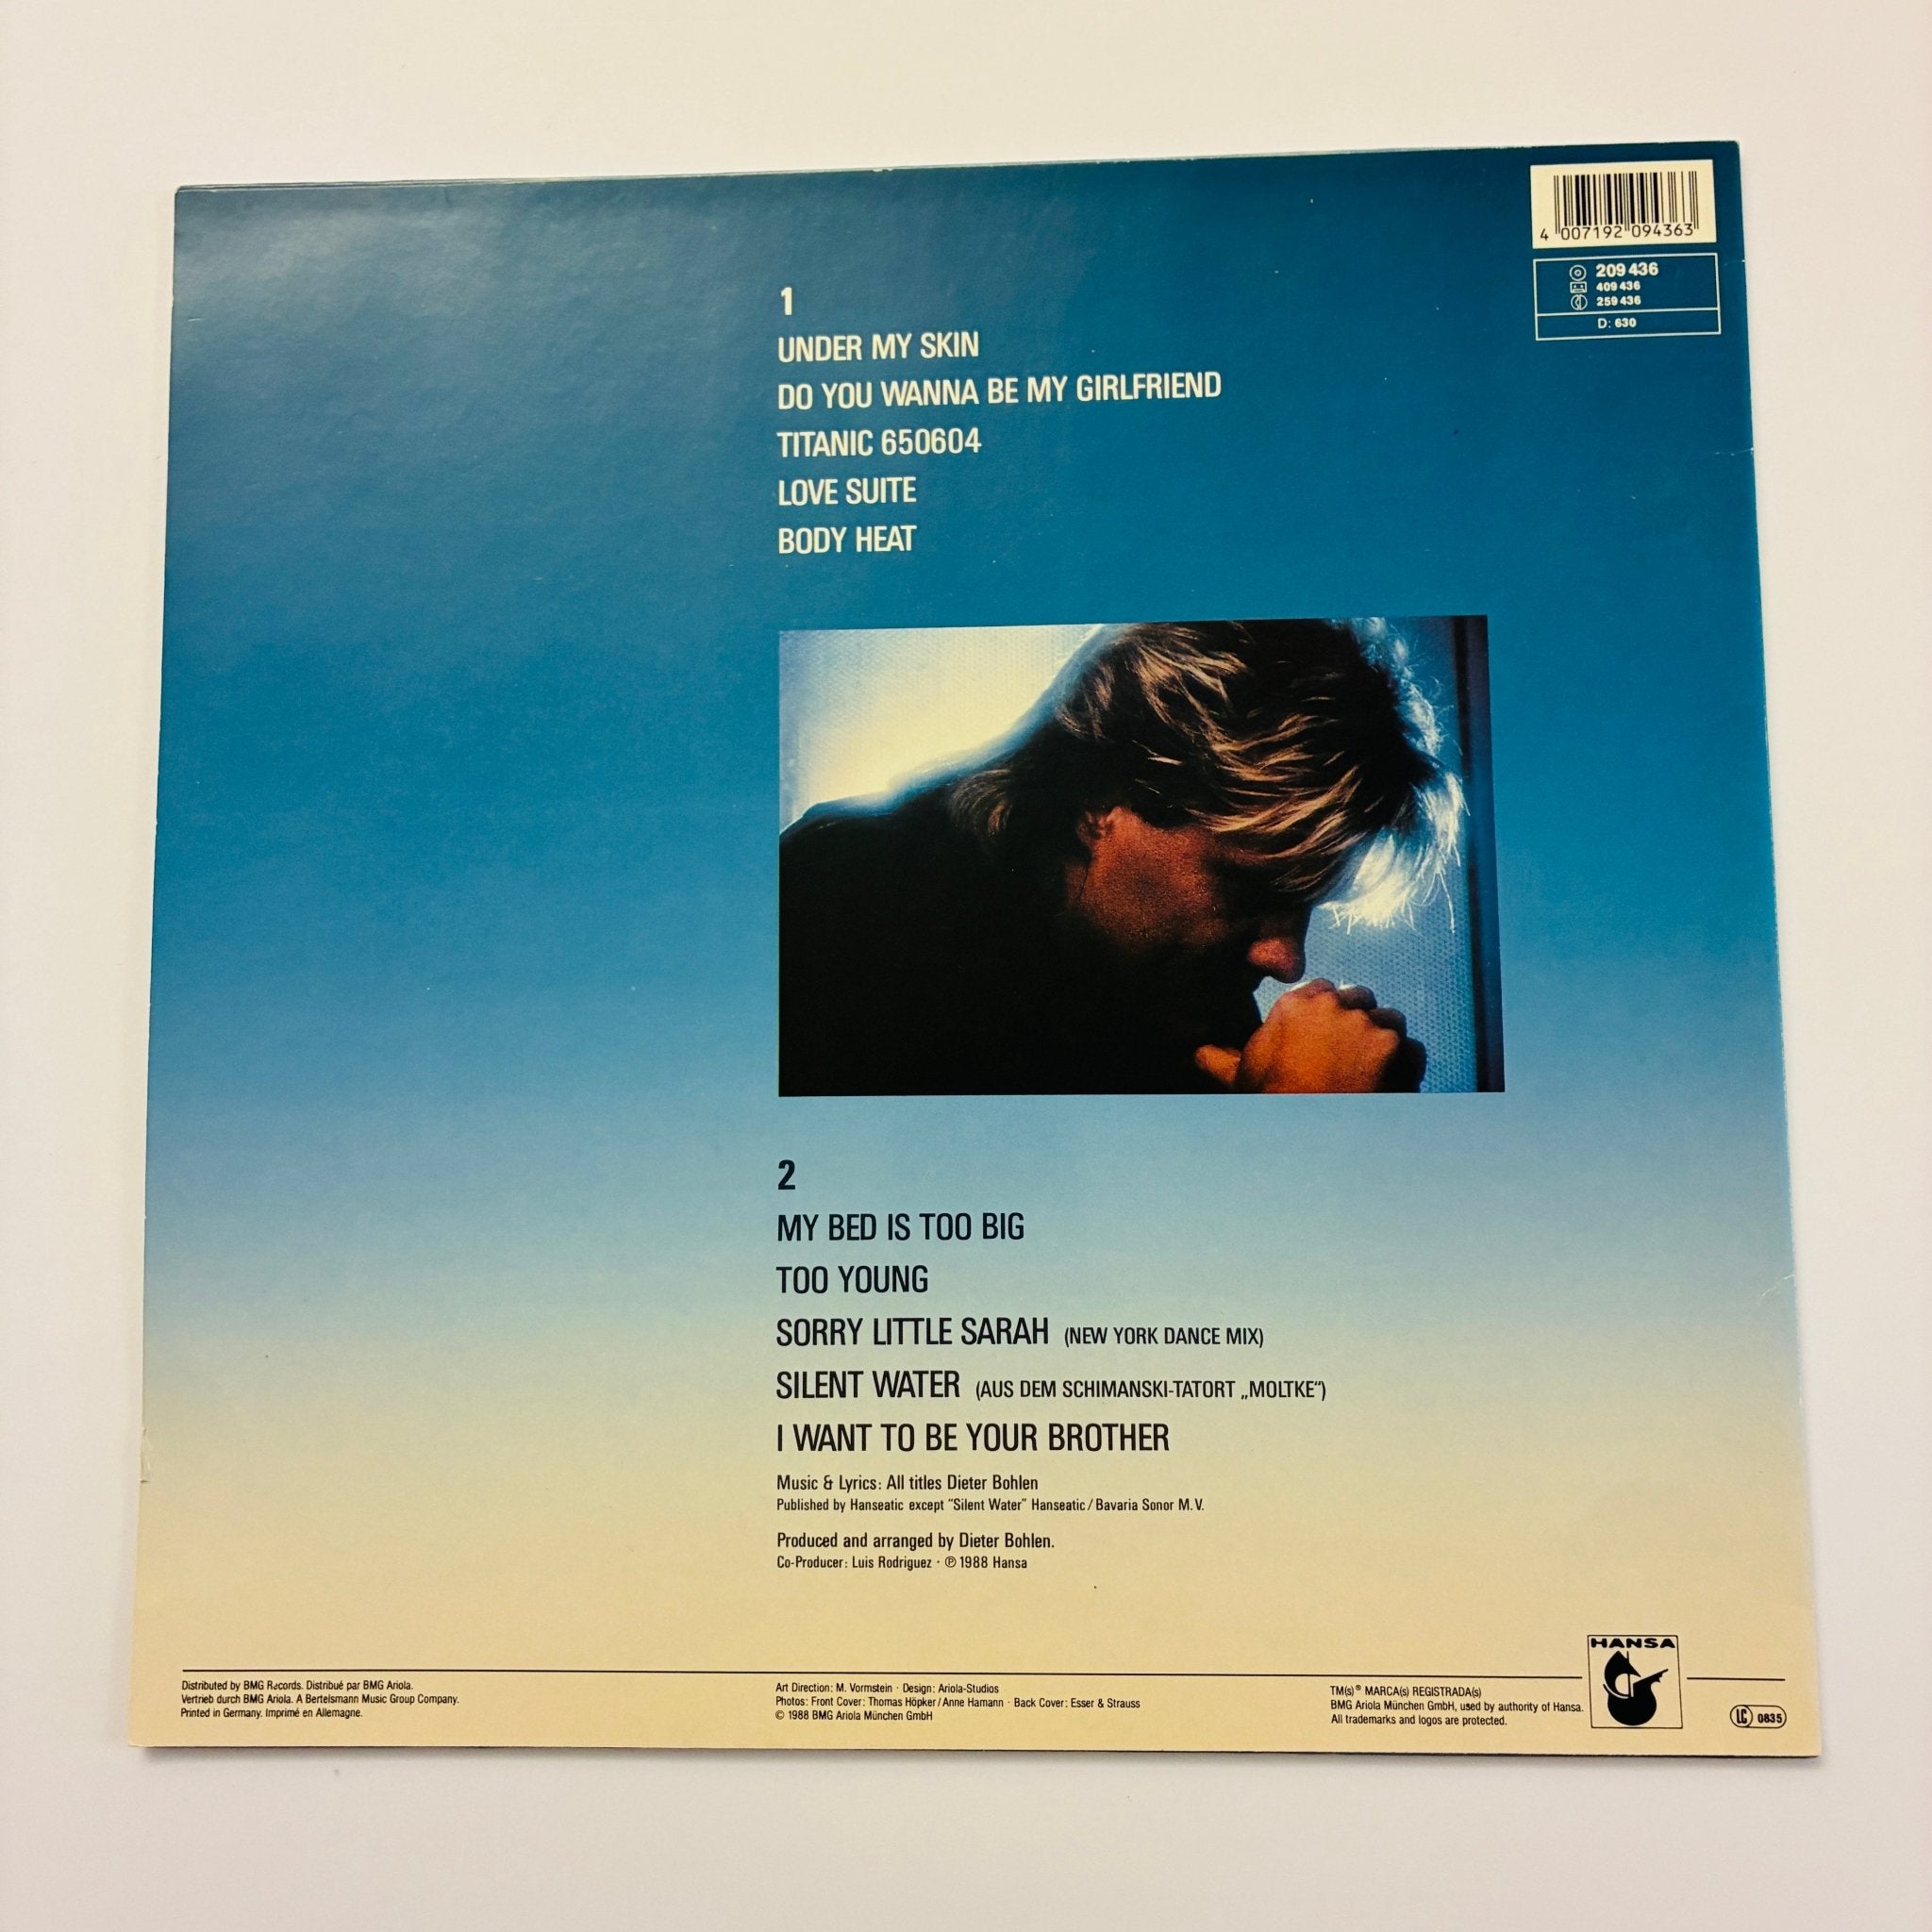 4 007192 094363
209 436
409 436
259 436
D: 630
1
UNDER MY SKIN
DO YOU WANNA BE MY GIRLFRIEND
TITANIC 650604
LOVE SUITE
BODY HEAT
2
MY BED IS TOO BIG
TOO YOUNG
SORRY LITTLE SARAH (NEW YORK DANCE MIX)
SILENT WATER (AUS DEM SCHIMANSKI-TATORT „MOLTKE“)
I WANT TO BE YOUR BROTHER
Music & Lyrics: All titles Dieter Bohlen
Published by Hanseatic except "Silent Water" Hanseatic / Bavaria Sonor M. V.
Produced and arranged by Dieter Bohlen.
Co-Producer: Luis Rodriguez · ℗ 1988 Hansa
Distributed by BMG Records. Distribué par BMG Ariola.
Vertrieb durch BMG Ariola. A Bertelsmann Music Group Company.
Printed in Germany. Imprimé en Allemagne.
Art Direction: M. Vormstein · Design: Ariola-Studios
Photos: Front Cover: Thomas Höpker / Anne Hamann · Back Cover: Esser & Strauss
© 1988 BMG Ariola München GmbH
TM(s)® MARCA(s) REGISTRADA(s)
BMG Ariola München GmbH, used by authority of Hansa.
All trademarks and logos are protected.
HANSA
LC 0835